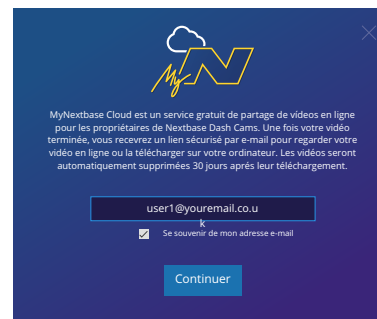 My N
MyNextbase Cloud est un service gratuit de partage de vídeos en ligne
pour les propriétaires de Nextbase Dash Cams. Une fois votre vidéo
terminée, vous recevrez un lien sécurisé par e-mail pour regarder votre
vidéo en ligne ou la télécharger sur votre ordinateur. Les vidéos seront
automatiquement supprimées 30 jours aprés leur téléchargement.
user1@youremail.co.u
k
Se souvenir de mon adresse e-mail
Continuer